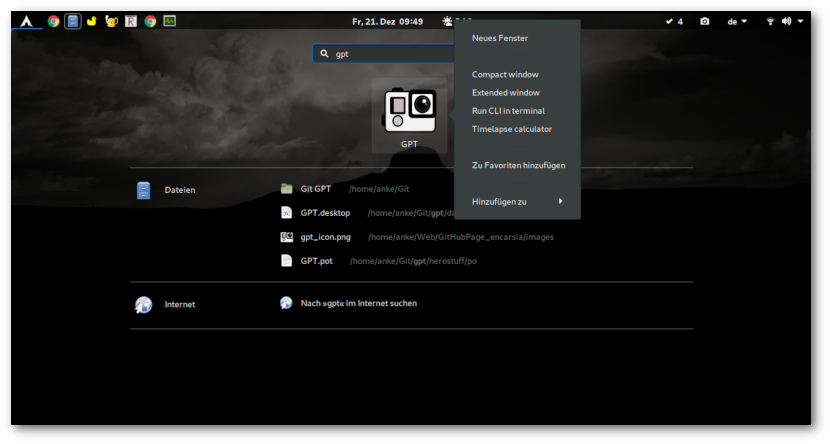 Fr, 21. Dez 09:49
4
de
gpt
GPT
Neues Fenster
Compact window
Extended window
Run CLI in terminal
Timelapse calculator
Zu Favoriten hinzufügen
Hinzufügen zu
Dateien
Git GPT /home/anke/Git
GPT.desktop /home/anke/Git/gpt/da
gpt_icon.png /home/anke/Web/GitHubPage_encarsia/images
GPT.pot /home/anke/Git/gpt/herostuff/po
Internet
Nach »gpt« im Internet suchen